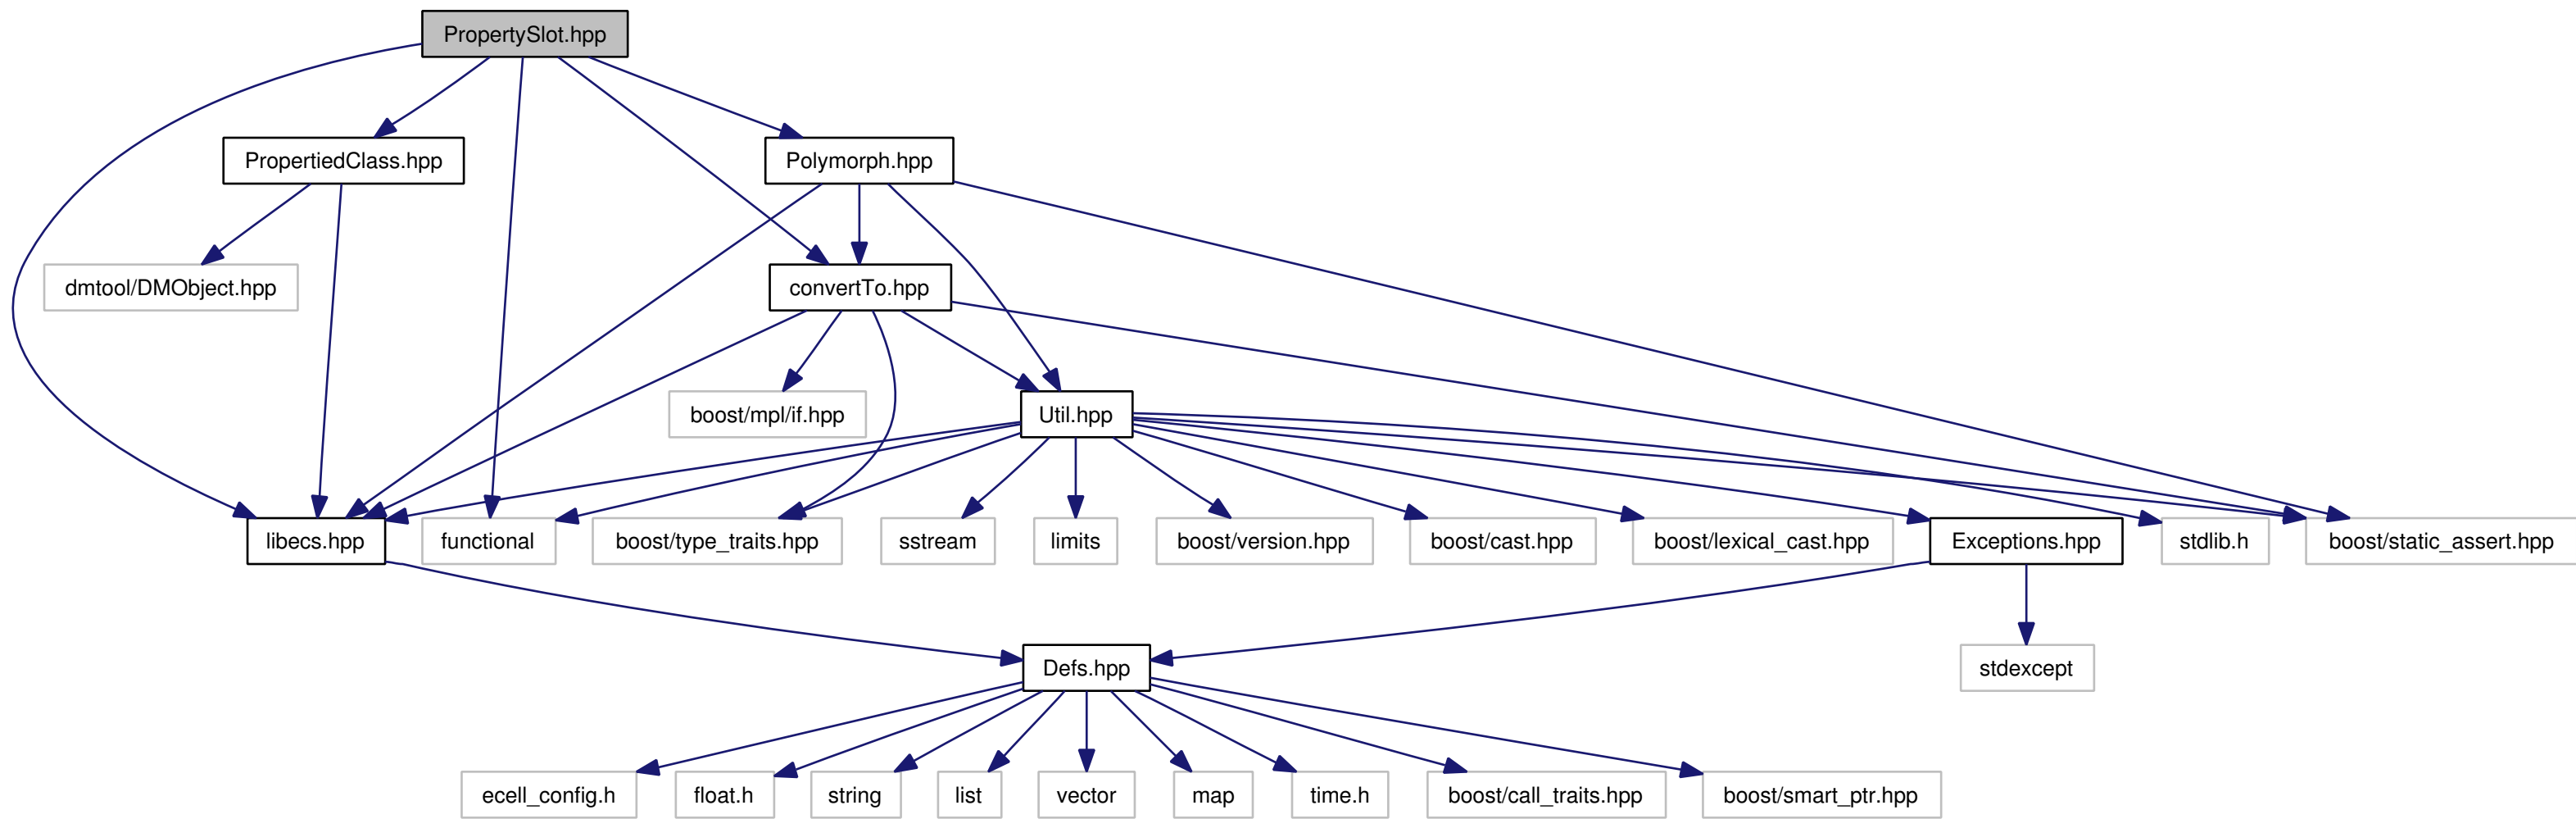 PropertySlot.hpp
PropertiedClass.hpp
Polymorph.hpp
dmtool/DMObject.hpp
convertTo.hpp
boost/mpl/if.hpp
Util.hpp
libecs.hpp
functional
boost/type_traits.hpp
sstream
limits
boost/version.hpp
boost/cast.hpp
boost/lexical_cast.hpp
Exceptions.hpp
stdlib.h
boost/static_assert.hpp
Defs.hpp
stdexcept
ecell_config.h
float.h
string
list
vector
map
time.h
boost/call_traits.hpp
boost/smart_ptr.hpp